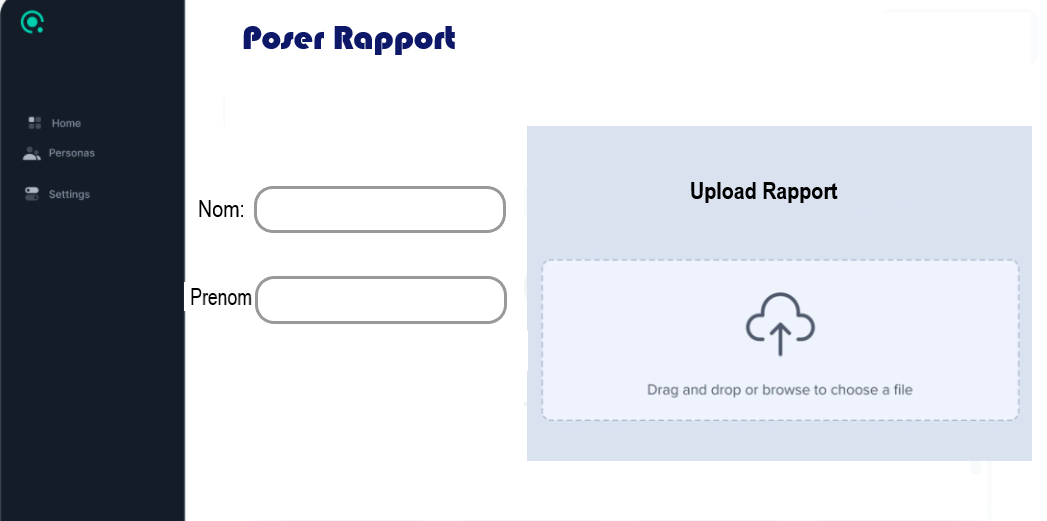 Poser Rapport
Home
Personas
Settings
Nom:
Prenom
Upload Rapport
Drag and drop or browse to choose a file